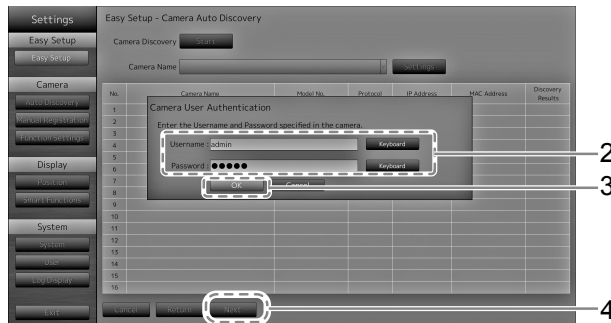 Settings
Easy Setup
Easy Setup
Camera
Auto Discovery
Manual Registration
Function Settings
Display
Position
Smart Functions
System
System
User
Log Display
Exit
Easy Setup - Camera Auto Discovery
Camera Discovery Start
Camera Name Settings
No. Camera Name Model No. Protocol IP Address MAC Address Discovery Results
1
2
3
4
5
6
7
8
9
10
11
12
13
14
15
16
Camera User Authentication
Enter the Username and Password specified in the camera.
Username : admin Keyboard
Password : ●●●●● Keyboard
OK Cancel
Cancel Return Next
2
3
4